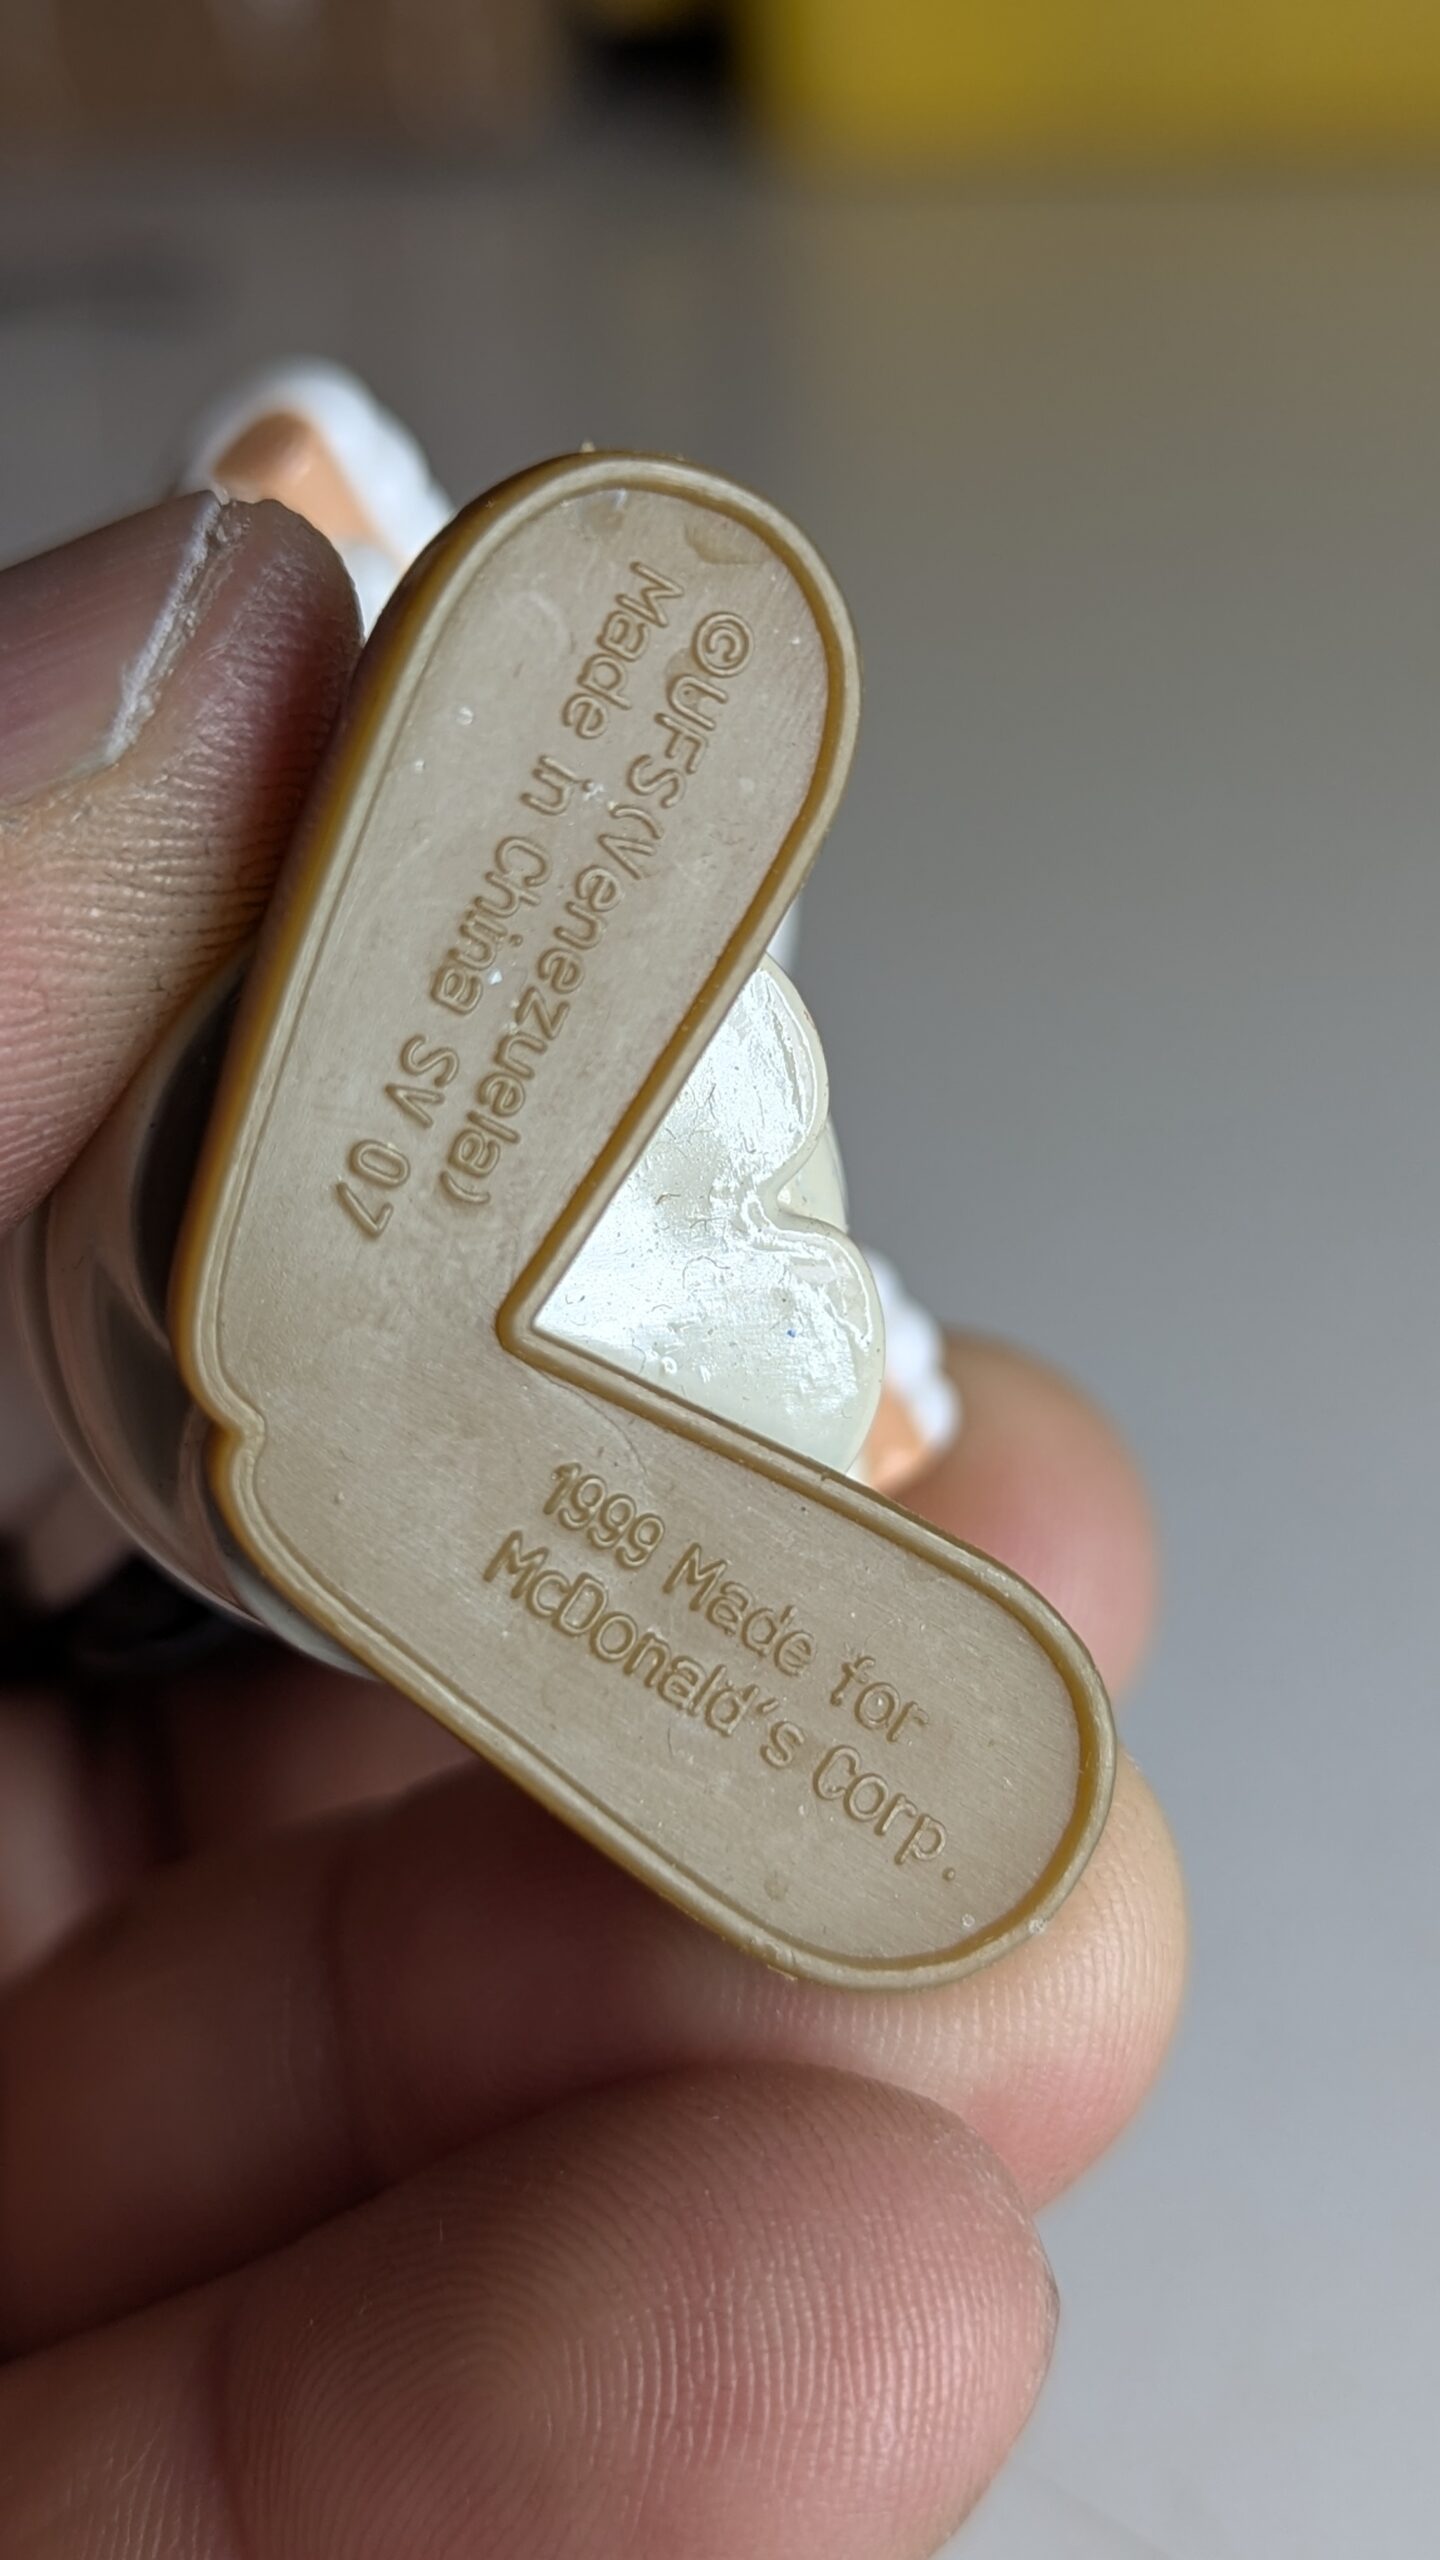 ©UFS(Venezuela)
Made in China SV 07
1999 Made for
McDonald's Corp.